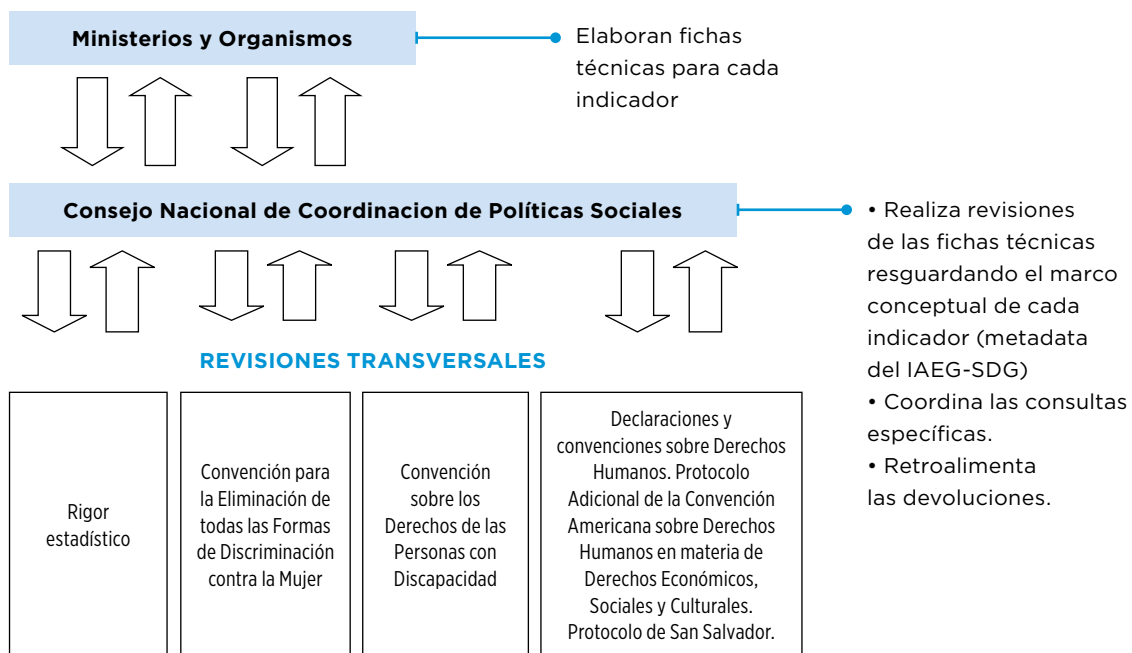 Ministerios y Organismos
Elaboran fichas
técnicas para cada
indicador
Consejo Nacional de Coordinacion de Políticas Sociales
• Realiza revisiones
de las fichas técnicas
resguardando el marco
conceptual de cada
indicador (metadata
del IAEG-SDG)
• Coordina las consultas
específicas.
• Retroalimenta
las devoluciones.
REVISIONES TRANSVERSALES
Rigor
estadístico
Convención para
la Eliminación de
todas las Formas
de Discriminación
contra la Mujer
Convención
sobre los
Derechos de las
Personas con
Discapacidad
Declaraciones y
convenciones sobre Derechos
Humanos. Protocolo
Adicional de la Convención
Americana sobre Derechos
Humanos en materia de
Derechos Económicos,
Sociales y Culturales.
Protocolo de San Salvador.